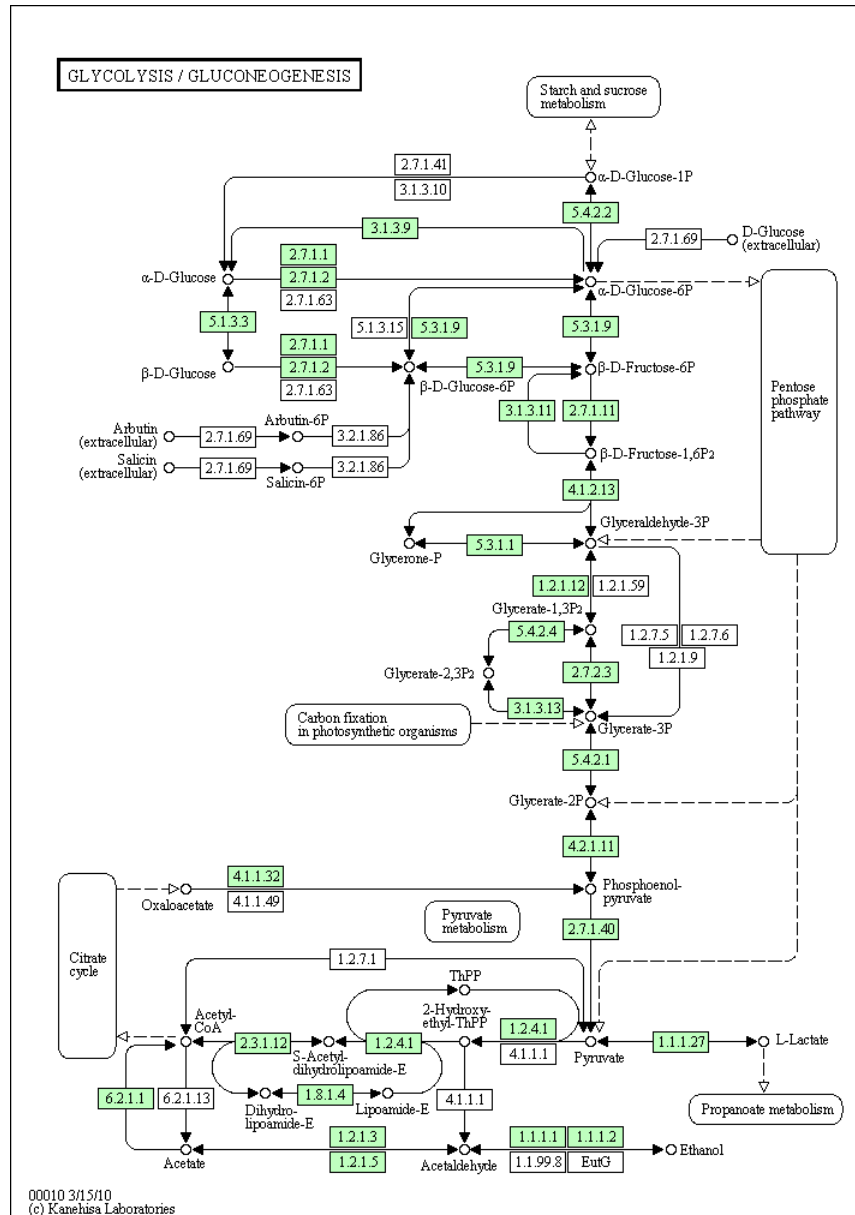 GLYCOLYSIS / GLUCONEOGENESIS
Starch and sucrose
metabolism
2.7.1.41
3.1.3.10
α-D-Glucose-1P
5.4.2.2
3.1.3.9
2.7.1.69
D-Glucose
(extracellular)
2.7.1.1
2.7.1.2
2.7.1.63
α-D-Glucose
α-D-Glucose-6P
5.1.3.3
5.1.3.15
5.3.1.9
5.3.1.9
2.7.1.1
2.7.1.2
2.7.1.63
β-D-Glucose
β-D-Glucose-6P
5.3.1.9
β-D-Fructose-6P
Pentose
phosphate
pathway
3.1.3.11
2.7.1.11
Arbutin
(extracellular)
2.7.1.69
Arbutin-6P
3.2.1.86
Salicin
(extracellular)
2.7.1.69
Salicin-6P
3.2.1.86
β-D-Fructose-1,6P2
4.1.2.13
Glyceraldehyde-3P
Glycerone-P
5.3.1.1
1.2.1.12
1.2.1.59
Glycerate-1,3P2
5.4.2.4
1.2.7.5
1.2.7.6
1.2.1.9
Glycerate-2,3P2
2.7.2.3
3.1.3.13
Carbon fixation
in photosynthetic organisms
Glycerate-3P
5.4.2.1
Glycerate-2P
4.2.1.11
4.1.1.32
4.1.1.49
Oxaloacetate
Phosphoenol-
pyruvate
Citrate
cycle
Pyruvate
metabolism
2.7.1.40
1.2.7.1
ThPP
Acetyl-
CoA
2-Hydroxy-
ethyl-ThPP
2.3.1.12
S-Acetyl-
dihydrolipoamide-E
1.2.4.1
1.2.4.1
4.1.1.1
Pyruvate
1.1.1.27
L-Lactate
6.2.1.1
6.2.1.13
Dihydro-
lipoamide-E
1.8.1.4
Lipoamide-E
4.1.1.1
Propanoate metabolism
Acetate
1.2.1.3
1.2.1.5
Acetaldehyde
1.1.1.1
1.1.1.2
1.1.99.8
EutG
Ethanol
00010 3/15/10
(c) Kanehisa Laboratories